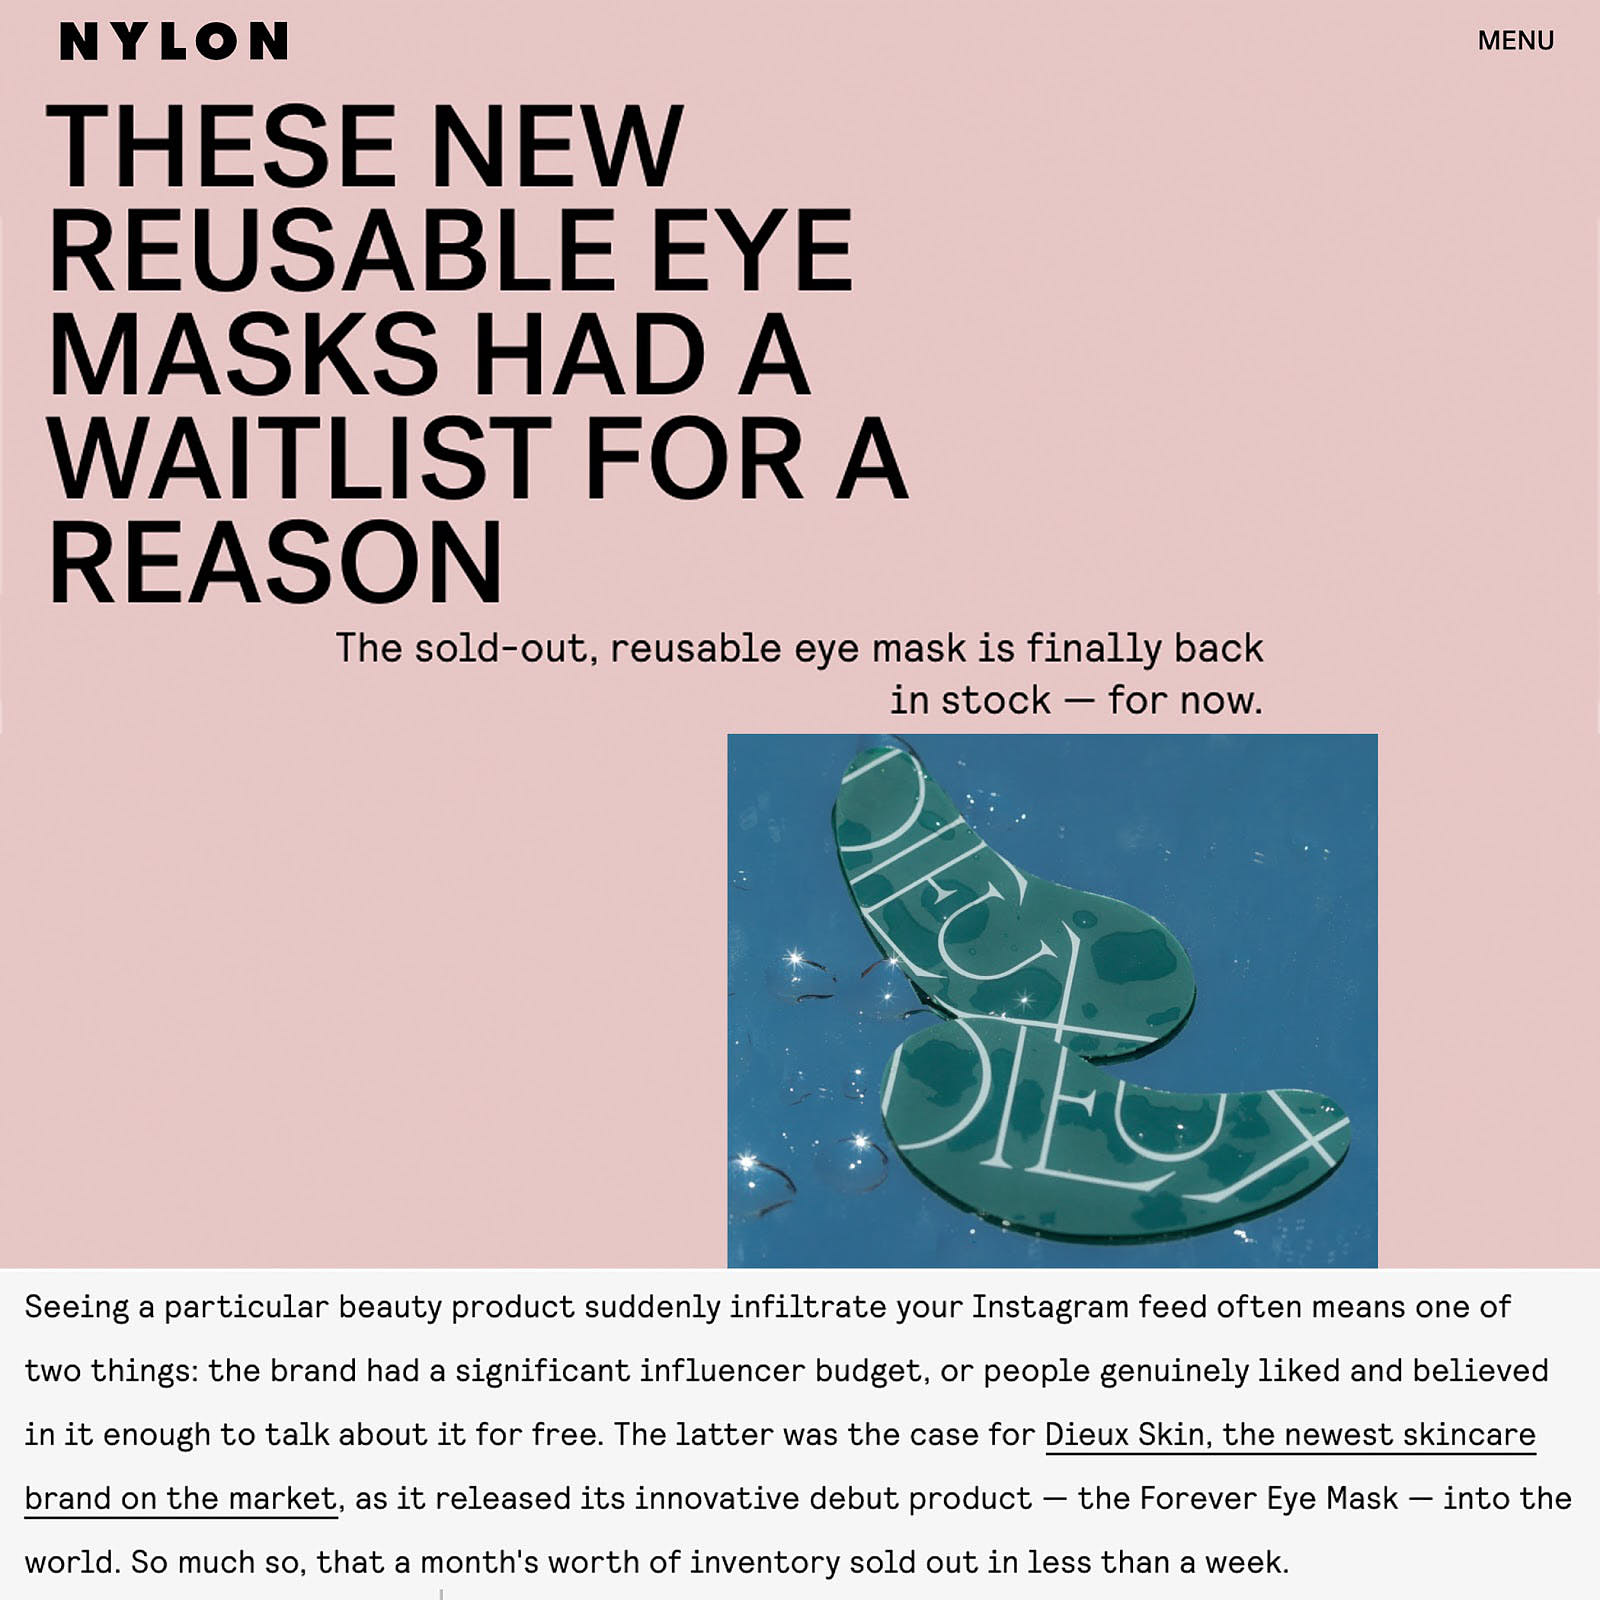 NYLON
MENU
THESE NEW
REUSABLE EYE
MASKS HAD A
WAITLIST FOR A
REASON
The sold-out, reusable eye mask is finally back
in stock — for now.
DIEUX
DIEUX
Seeing a particular beauty product suddenly infiltrate your Instagram feed often means one of
two things: the brand had a significant influencer budget, or people genuinely liked and believed
in it enough to talk about it for free. The latter was the case for Dieux Skin, the newest skincare
brand on the market, as it released its innovative debut product — the Forever Eye Mask — into the
world. So much so, that a month's worth of inventory sold out in less than a week.